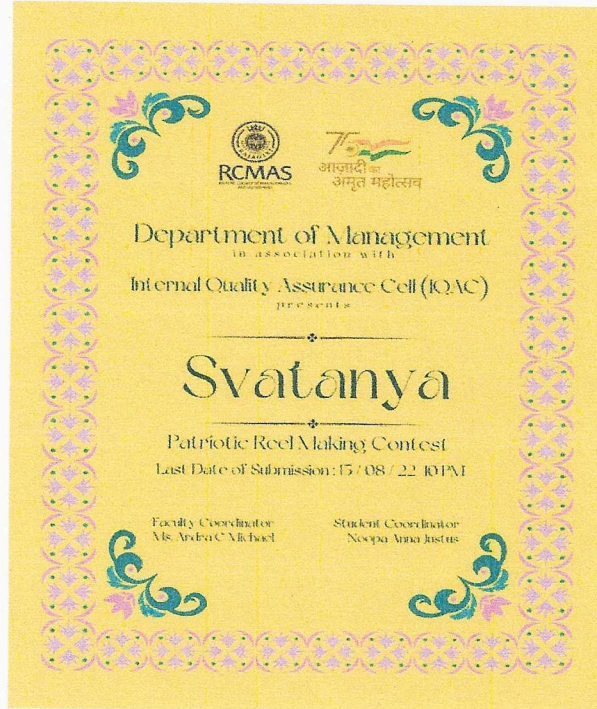 RCMAS
75
आज़ादी का
अमृत महोत्सव
Department of Management
in association with
Internal Quality Assurance Cell (IQAC)
presents
Svatanya
Patriotic Reel Making Contest
Last Date of Submission : 15 / 08 / 22 10 PM
Faculty Coordinator
Ms. Ardra C Michael
Student Coordinator
Noopa Anna Justus